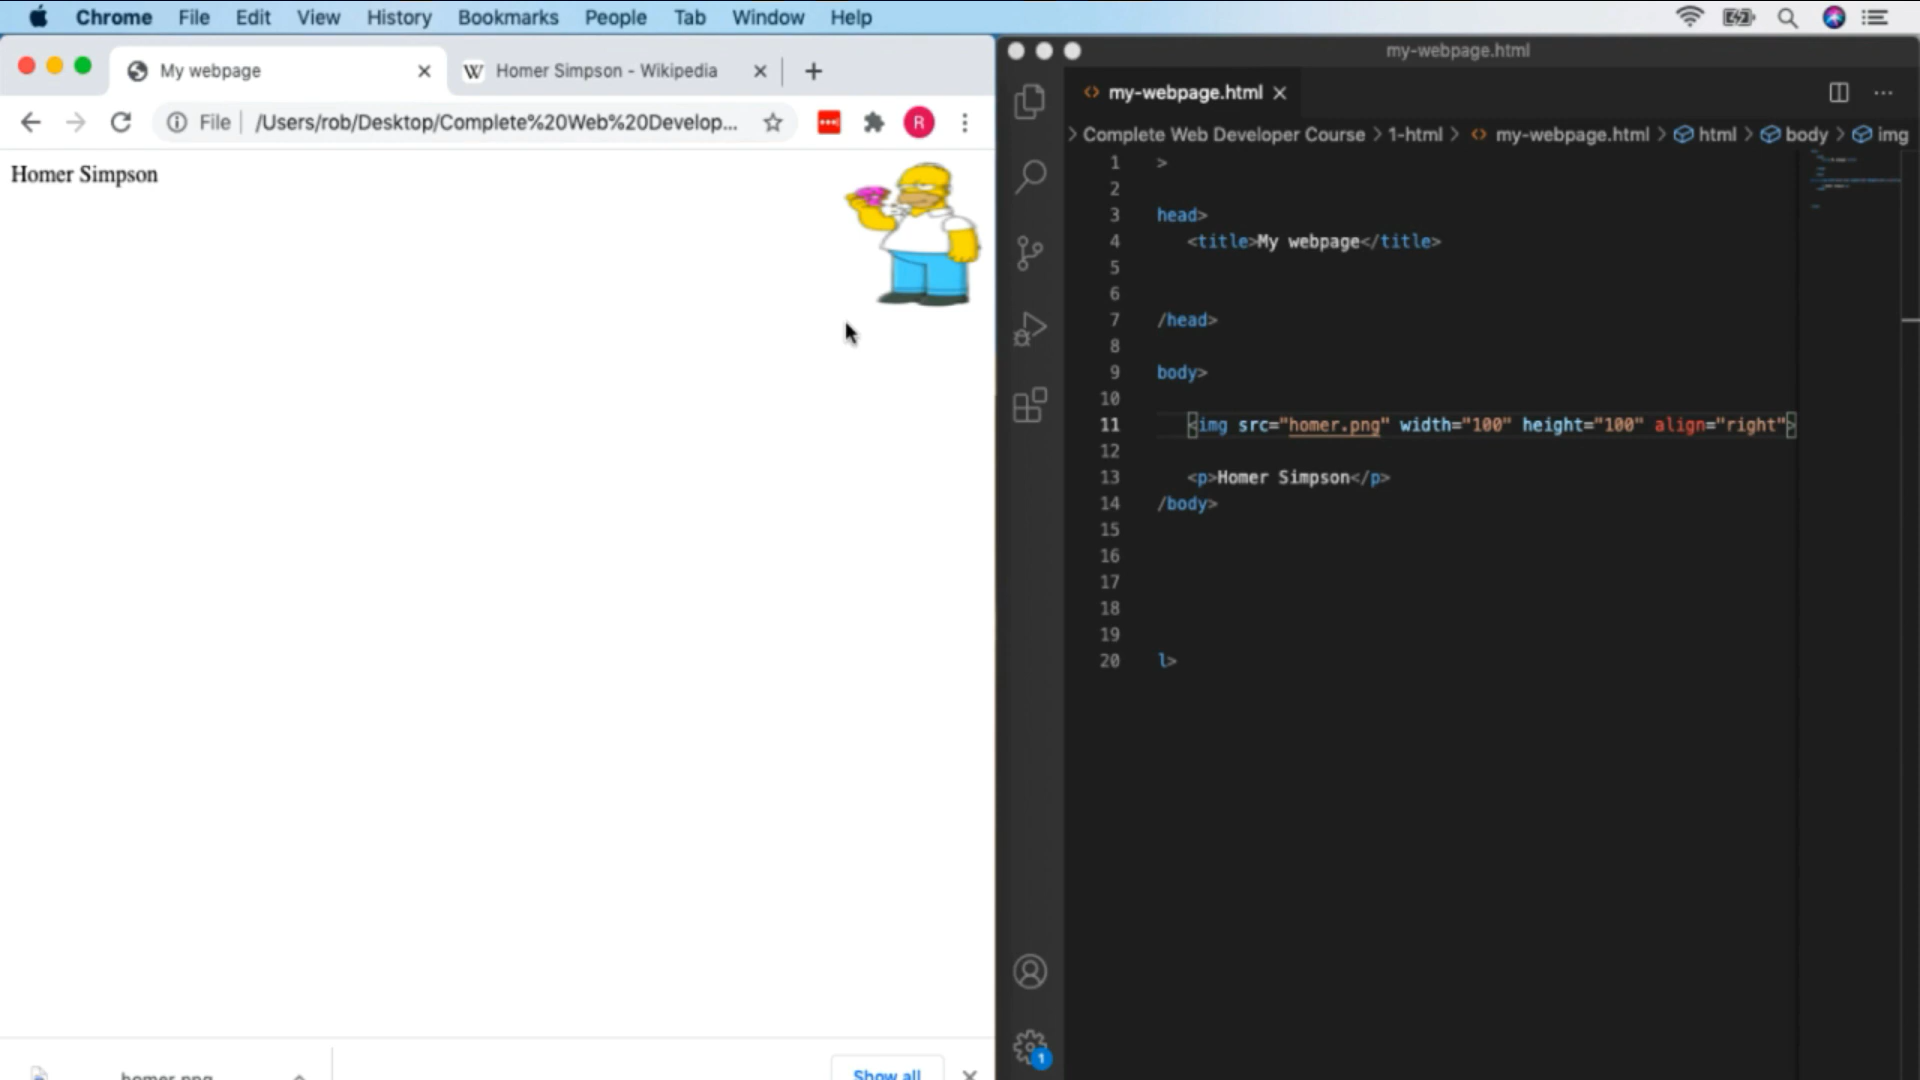 Chrome File Edit View History Bookmarks People Tab Window Help
My webpage
Homer Simpson - Wikipedia
File /Users/rob/Desktop/Complete%20Web%20Develop...
R
Homer Simpson
homer.png
Show all
my-webpage.html
my-webpage.html
Complete Web Developer Course > 1-html > my-webpage.html > html > body > img
1 >
2
3 head>
4 <title>My webpage</title>
5
6
7 /head>
8
9 body>
10
11 <img src="homer.png" width="100" height="100" align="right">
12
13 <p>Homer Simpson</p>
14 /body>
15
16
17
18
19
20 l>
1